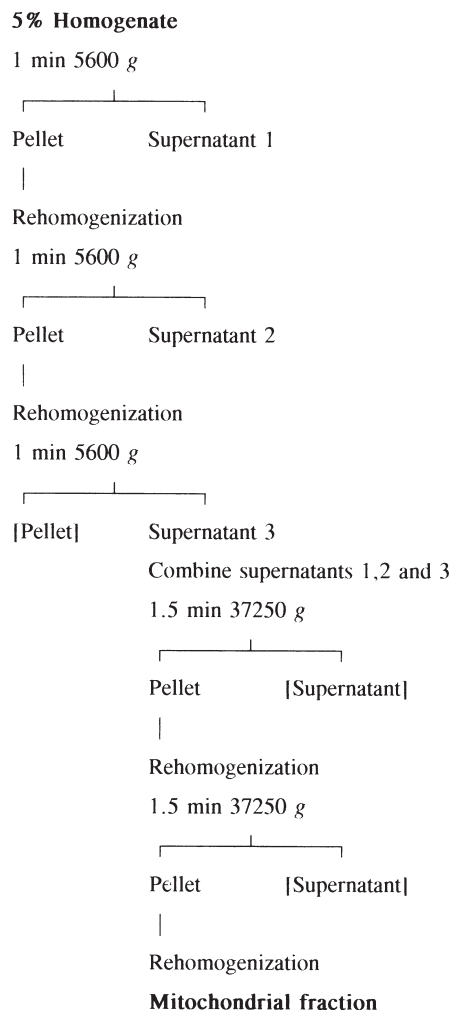 5% Homogenate
1 min 5600 g
Pellet Supernatant 1
Rehomogenization
1 min 5600 g
Pellet Supernatant 2
Rehomogenization
1 min 5600 g
[Pellet] Supernatant 3
Combine supernatants 1,2 and 3
1.5 min 37250 g
Pellet [Supernatant]
Rehomogenization
1.5 min 37250 g
Pellet [Supernatant]
Rehomogenization
Mitochondrial fraction